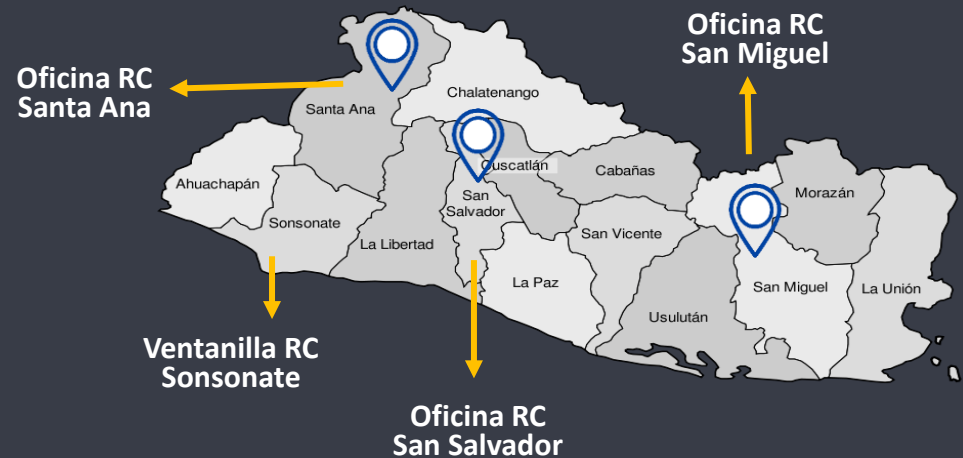 Oficina RC
San Miguel
Oficina RC
Santa Ana
Chalatenango
Santa Ana
Cuscatlán
Cabañas
Ahuachapán
Morazán
San
Salvador
Sonsonate
La Libertad
San Vicente
La Paz
San Miguel
La Unión
Usulután
Ventanilla RC
Sonsonate
Oficina RC
San Salvador